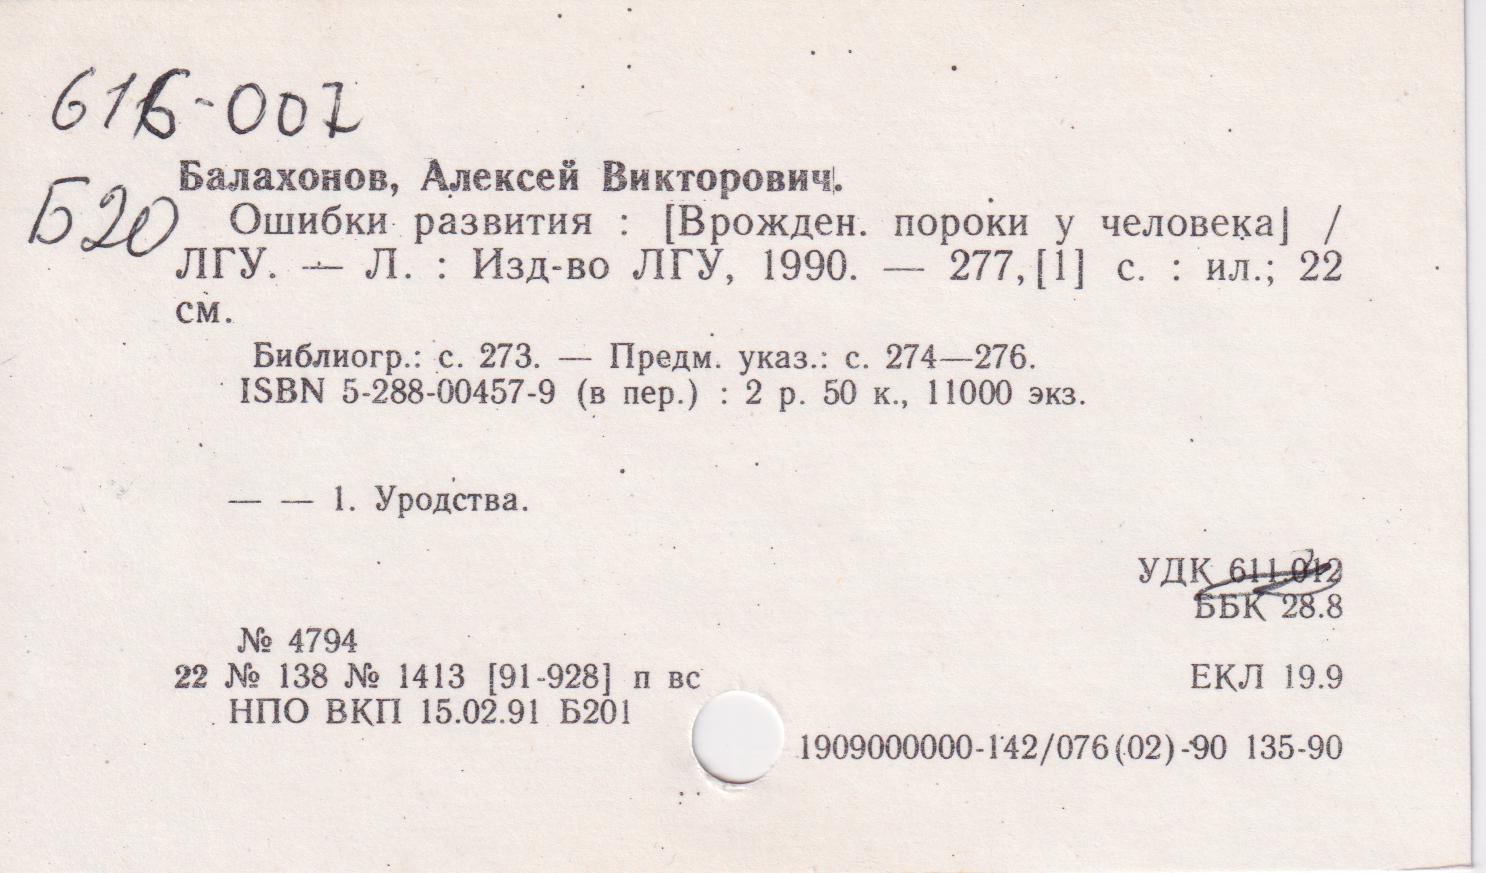 616-007
Б20
Балахонов, Алексей Викторович.
Ошибки развития : [Врожден. пороки у человека] /
ЛГУ. — Л. : Изд-во ЛГУ, 1990. — 277,[1] с. : ил.; 22
см.
Библиогр.: с. 273. — Предм. указ.: с. 274—276.
ISBN 5-288-00457-9 (в пер.) : 2 р. 50 к., 11000 экз.
— — 1. Уродства.
УДК 611.012
ББК 28.8
№ 4794
22 № 138 № 1413 [91-928] п вс ЕКЛ 19.9
НПО ВКП 15.02.91 Б201
1909000000-142/076(02)-90 135-90